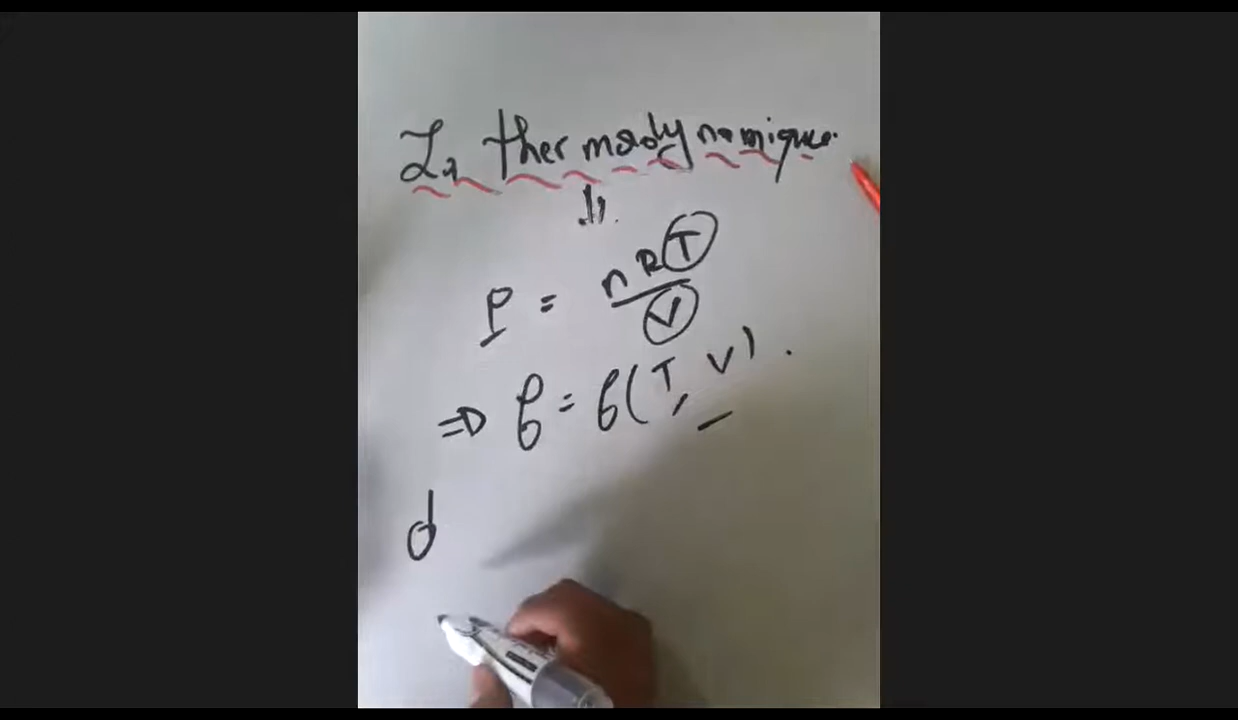 La thermodynamique.
P = nRT/V
=> f = f(T, V).
d